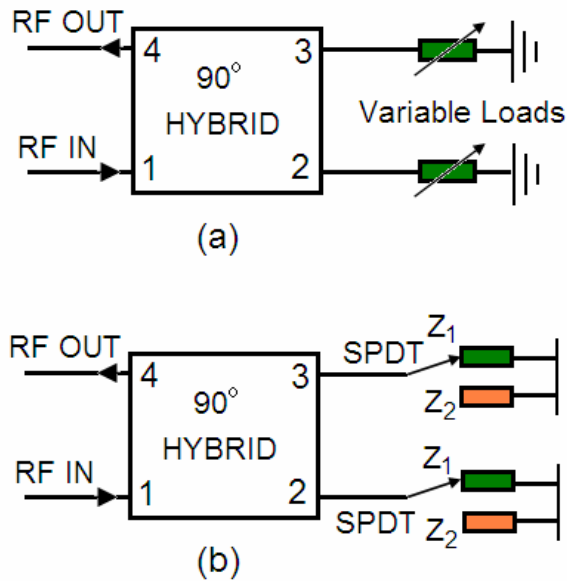 RF OUT
4
3
90°
HYBRID
Variable Loads
RF IN
1
2
(a)
Z₁
SPDT
RF OUT
4
3
Z₂
90°
HYBRID
Z₁
RF IN
1
2
SPDT
Z₂
(b)